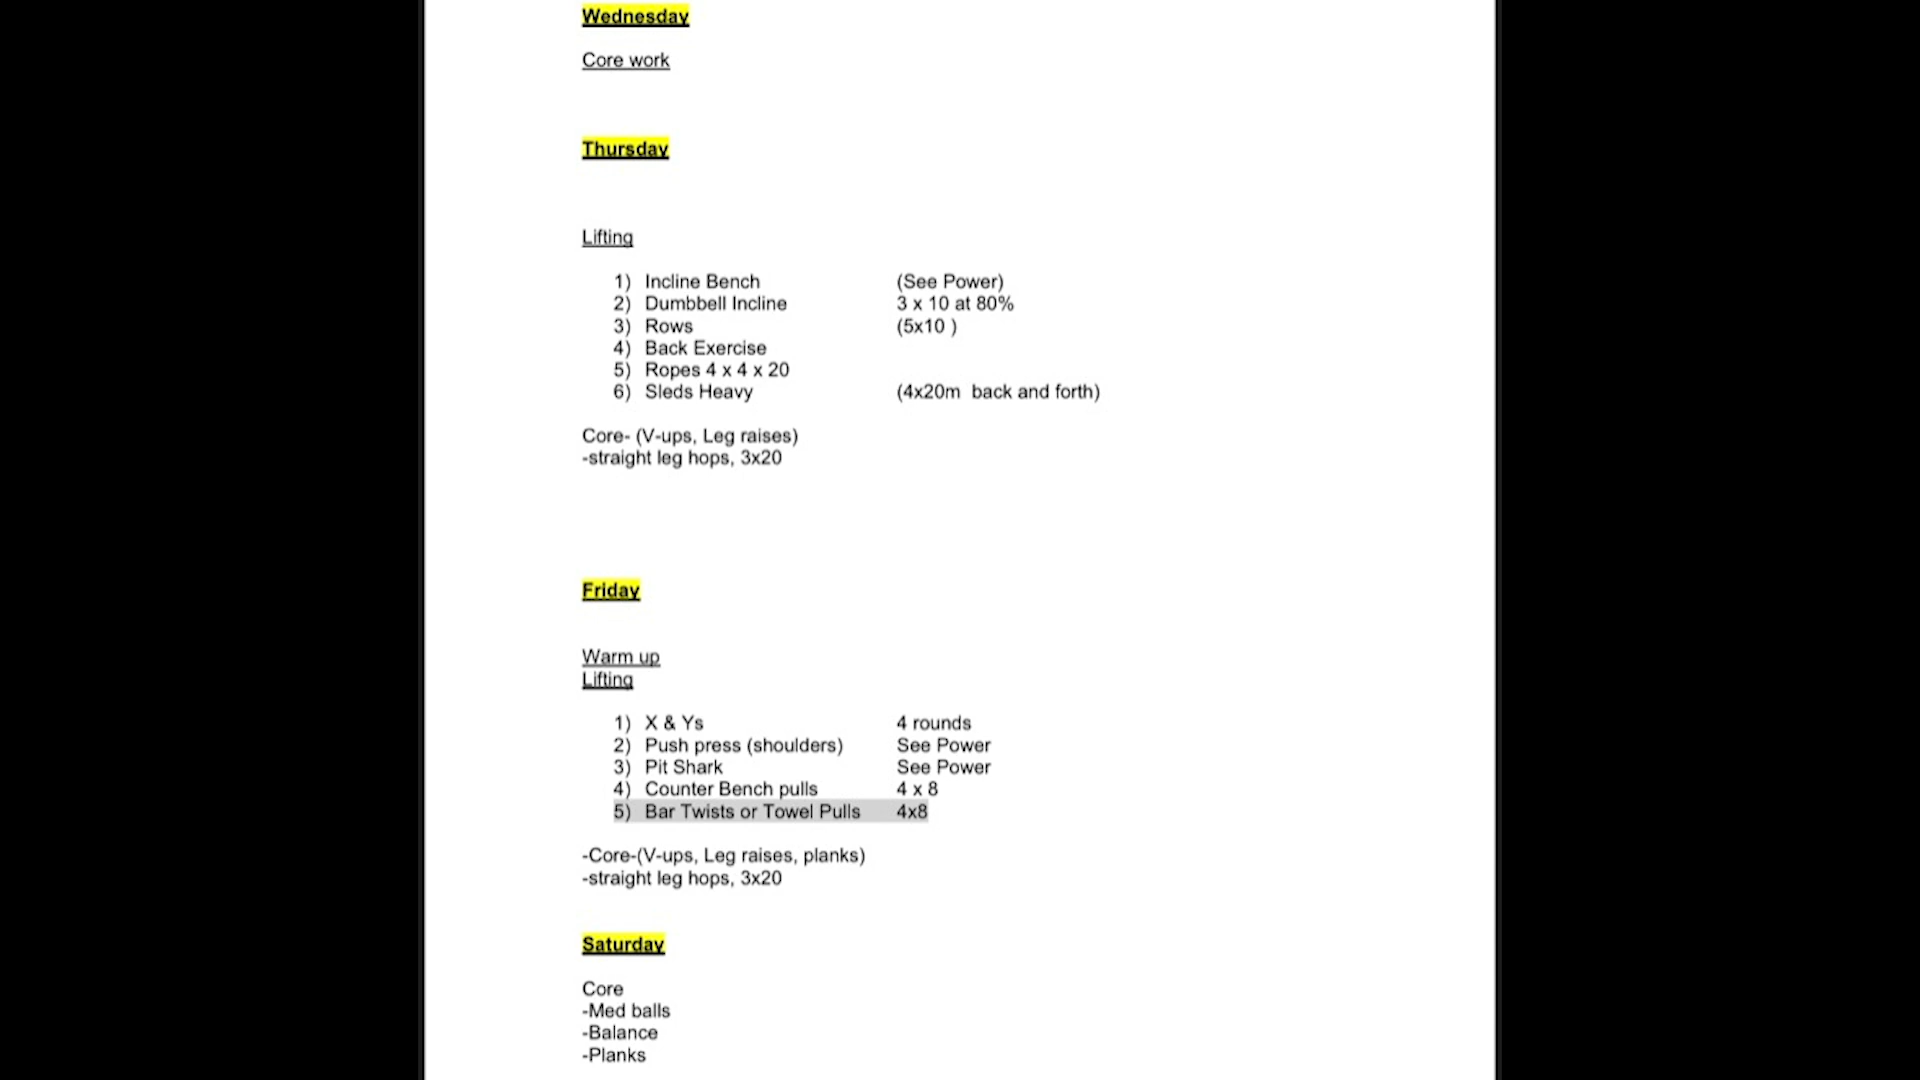 Wednesday
Core work
Thursday
Lifting
1) Incline Bench (See Power)
2) Dumbbell Incline 3 x 10 at 80%
3) Rows (5x10 )
4) Back Exercise
5) Ropes 4 x 4 x 20
6) Sleds Heavy (4x20m  back and forth)
Core- (V-ups, Leg raises)
-straight leg hops, 3x20
Friday
Warm up
Lifting
1) X & Ys 4 rounds
2) Push press (shoulders) See Power
3) Pit Shark See Power
4) Counter Bench pulls 4 x 8
5) Bar Twists or Towel Pulls 4x8
-Core-(V-ups, Leg raises, planks)
-straight leg hops, 3x20
Saturday
Core
-Med balls
-Balance
-Planks